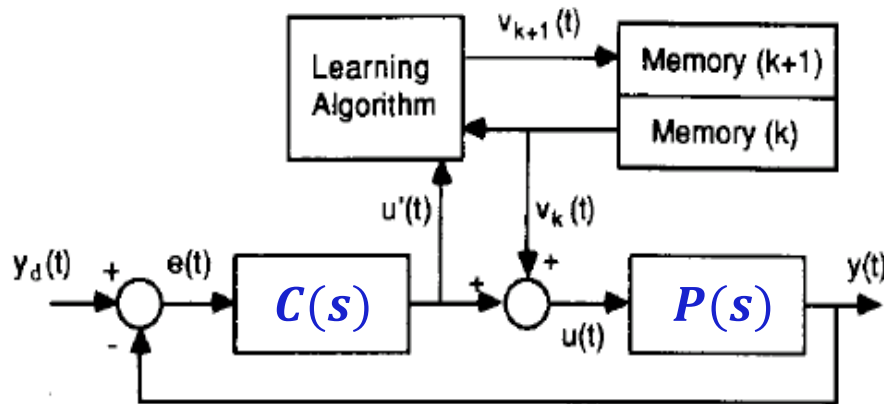 v_{k+1}(t)
Learning
Algorithm
Memory (k+1)
Memory (k)
u'(t)
v_k(t)
y_d(t)
+
e(t)
C(s)
+
+
P(s)
y(t)
-
u(t)